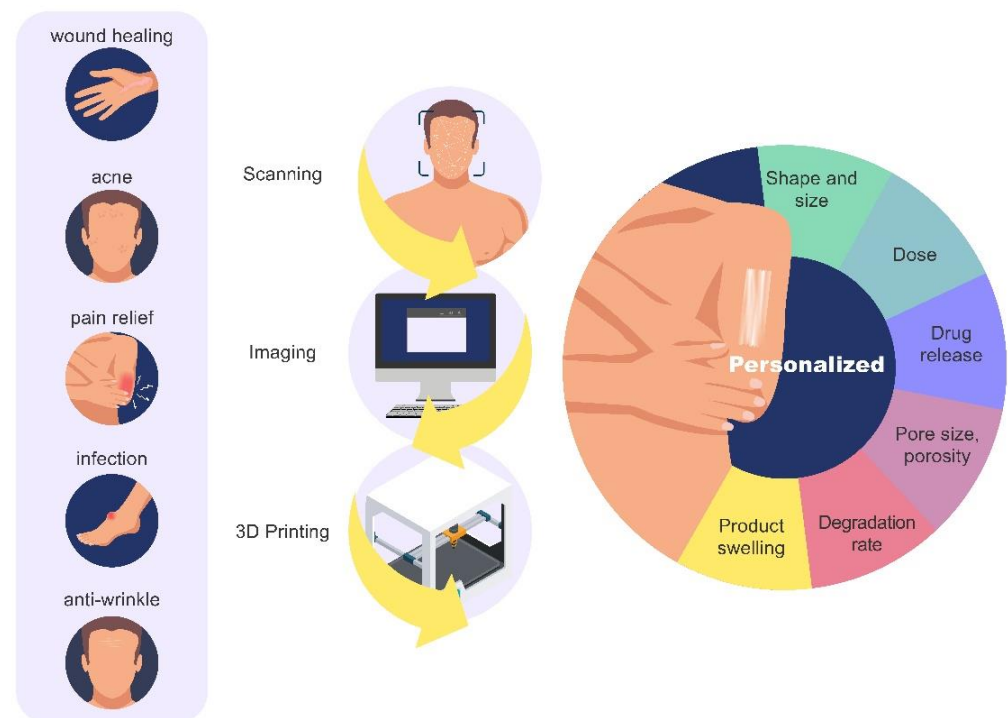 wound healing
acne
pain relief
infection
anti-wrinkle
Scanning
Imaging
3D Printing
Personalized
Shape and
size
Dose
Drug
release
Pore size,
porosity
Degradation
rate
Product
swelling